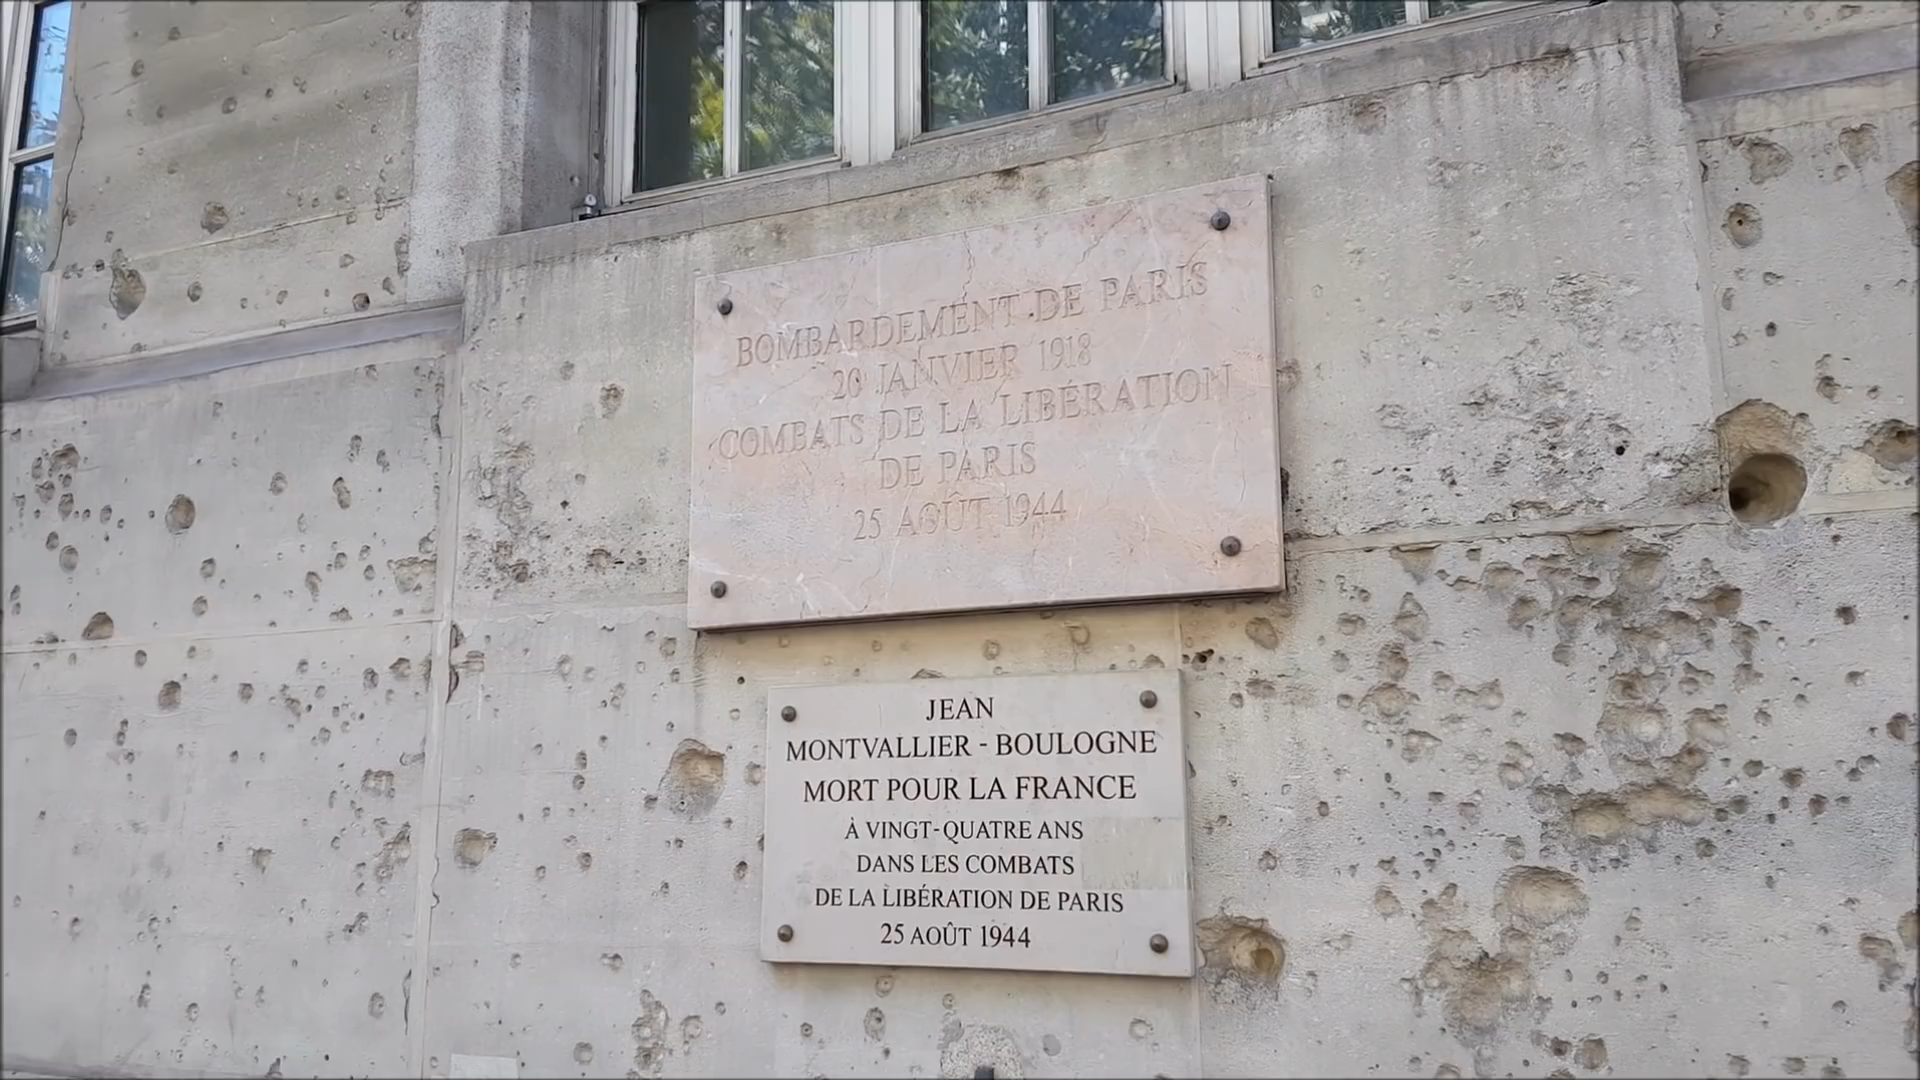 BOMBARDEMENT DE PARIS
20 JANVIER 1918
COMBATS DE LA LIBÉRATION
DE PARIS
25 AOÛT 1944
JEAN
MONTVALLIER - BOULOGNE
MORT POUR LA FRANCE
À VINGT-QUATRE ANS
DANS LES COMBATS
DE LA LIBÉRATION DE PARIS
25 AOÛT 1944